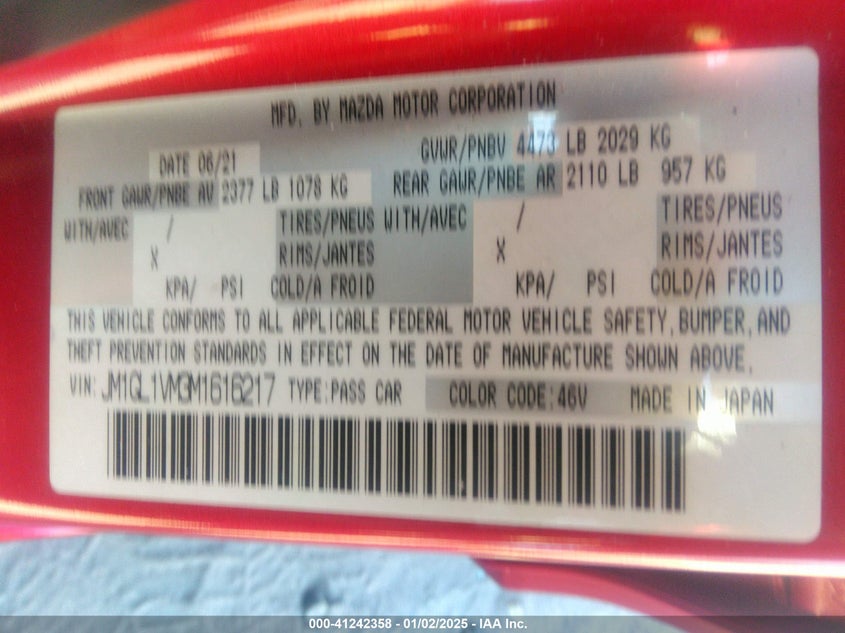 MFD. BY MAZDA MOTOR CORPORATION
DATE 06/21 GVWR/PNBV 4473 LB 2029 KG
FRONT GAWR/PNBE AV 2377 LB 1078 KG REAR GAWR/PNBE AR 2110 LB 957 KG
WITH/AVEC / TIRES/PNEUS WITH/AVEC / TIRES/PNEUS
X RIMS/JANTES X RIMS/JANTES
KPA/ PSI COLD/A FROID KPA/ PSI COLD/A FROID
THIS VEHICLE CONFORMS TO ALL APPLICABLE FEDERAL MOTOR VEHICLE SAFETY, BUMPER, AND
THEFT PREVENTION STANDARDS IN EFFECT ON THE DATE OF MANUFACTURE SHOWN ABOVE.
VIN: JM1GL1VM3M1616217 TYPE: PASS CAR COLOR CODE: 46V MADE IN JAPAN
000-41242358 - 01/02/2025 - IAA Inc.